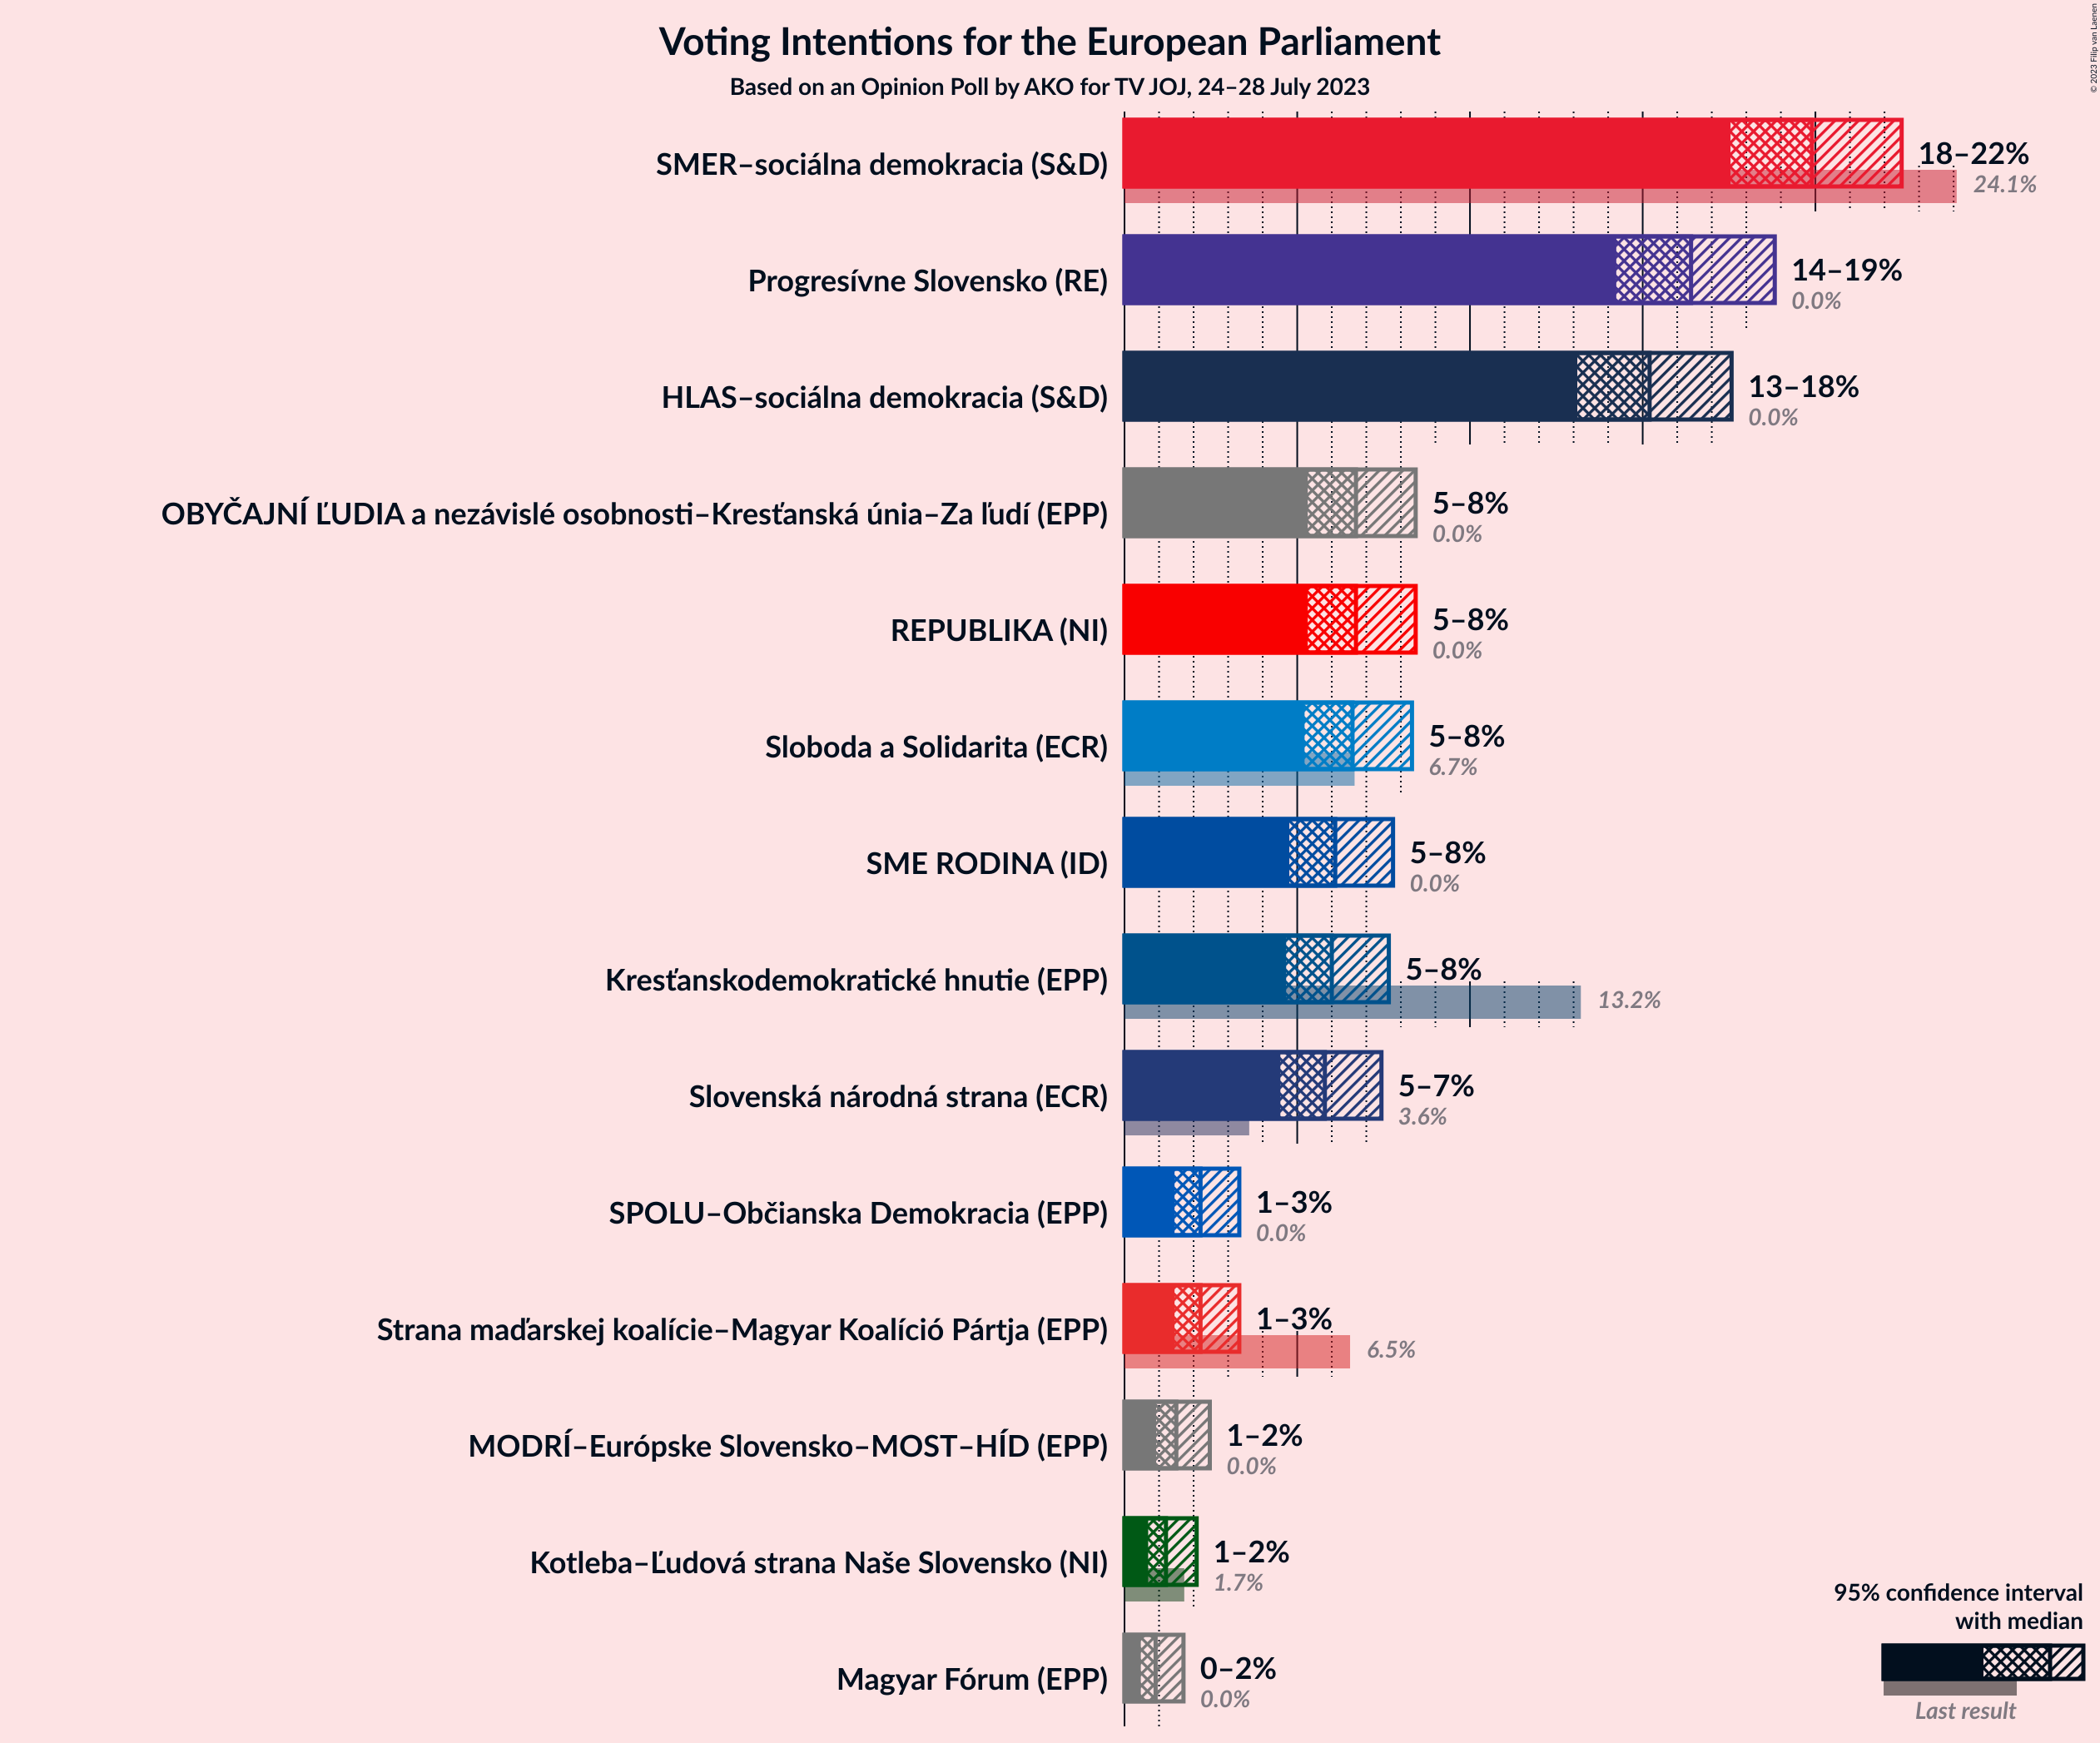 Voting Intentions for the European Parliament
Based on an Opinion Poll by AKO for TV JOJ, 24–28 July 2023
© 2023 Filip van Laenen
SMER–sociálna demokracia (S&D)
18–22%
24.1%
Progresívne Slovensko (RE)
14–19%
0.0%
HLAS–sociálna demokracia (S&D)
13–18%
0.0%
OBYČAJNÍ ĽUDIA a nezávislé osobnosti–Kresťanská únia–Za ľudí (EPP)
5–8%
0.0%
REPUBLIKA (NI)
5–8%
0.0%
Sloboda a Solidarita (ECR)
5–8%
6.7%
SME RODINA (ID)
5–8%
0.0%
Kresťanskodemokratické hnutie (EPP)
5–8%
13.2%
Slovenská národná strana (ECR)
5–7%
3.6%
SPOLU–Občianska Demokracia (EPP)
1–3%
0.0%
Strana maďarskej koalície–Magyar Koalíció Pártja (EPP)
1–3%
6.5%
MODRÍ–Európske Slovensko–MOST–HÍD (EPP)
1–2%
0.0%
Kotleba–Ľudová strana Naše Slovensko (NI)
1–2%
1.7%
Magyar Fórum (EPP)
0–2%
0.0%
95% confidence interval
with median
Last result